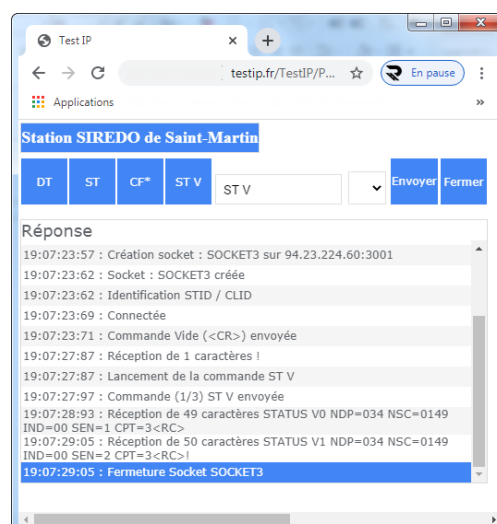 Test IP
testip.fr/TestIP/P...
En pause
Applications
»
Station SIREDO de Saint-Martin
DT ST CF* ST V ST V Envoyer Fermer
Réponse
19:07:23:57 : Création socket : SOCKET3 sur 94.23.224.60:3001
19:07:23:62 : Socket : SOCKET3 créée
19:07:23:62 : Identification STID / CLID
19:07:23:69 : Connectée
19:07:23:71 : Commande Vide (<CR>) envoyée
19:07:27:87 : Réception de 1 caractères !
19:07:27:87 : Lancement de la commande ST V
19:07:27:97 : Commande (1/3) ST V envoyée
19:07:28:93 : Réception de 49 caractères STATUS V0 NDP=034 NSC=0149
IND=00 SEN=1 CPT=3<RC>
19:07:29:05 : Réception de 50 caractères STATUS V1 NDP=034 NSC=0149
IND=00 SEN=2 CPT=3<RC>!
19:07:29:05 : Fermeture Socket SOCKET3